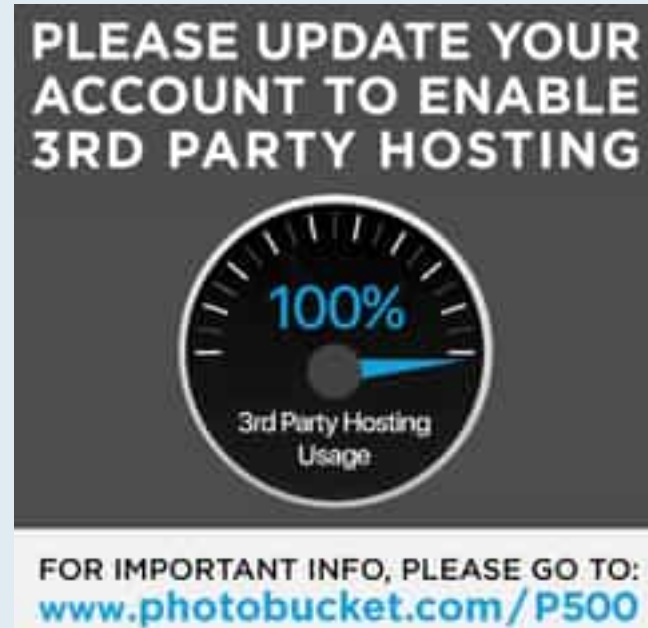 PLEASE UPDATE YOUR
ACCOUNT TO ENABLE
3RD PARTY HOSTING
100%
3rd Party Hosting
Usage
FOR IMPORTANT INFO, PLEASE GO TO:
www.photobucket.com/P500